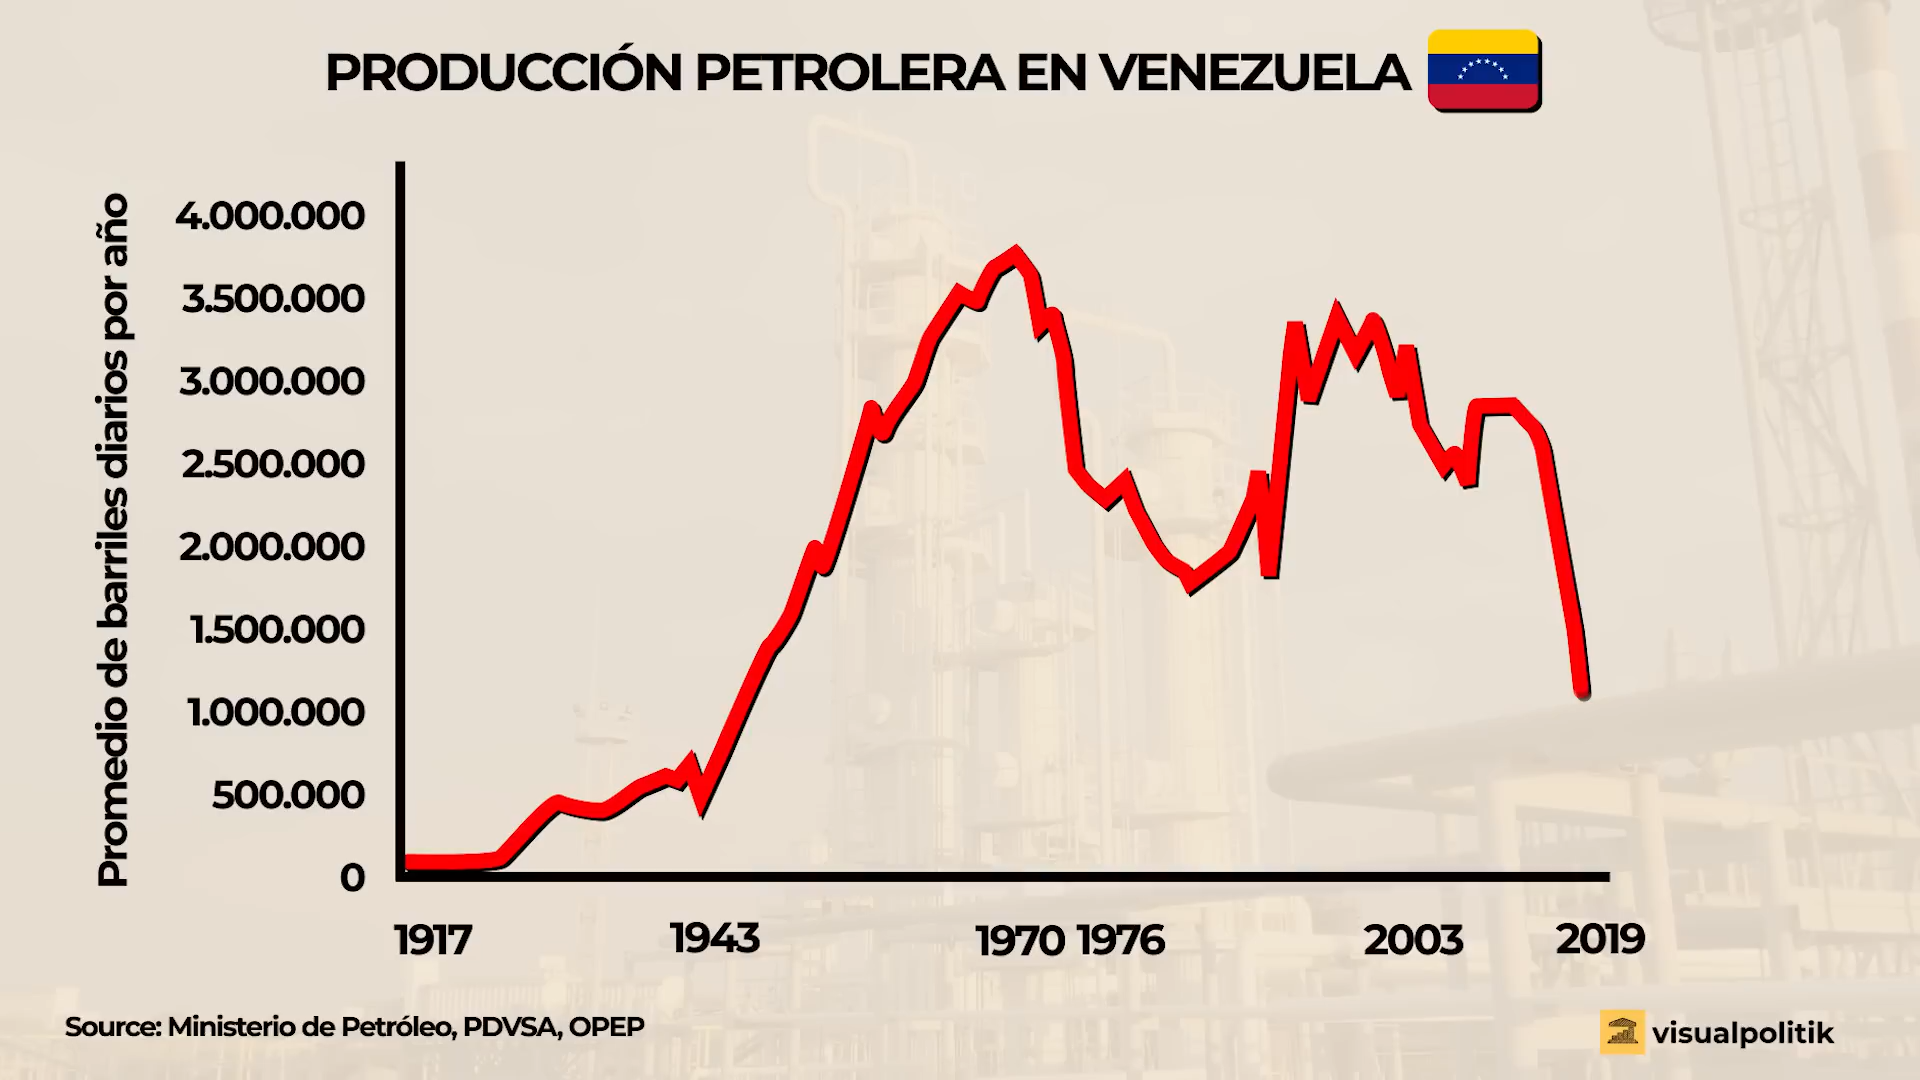 PRODUCCIÓN PETROLERA EN VENEZUELA
Promedio de barriles diarios por año
4.000.000
3.500.000
3.000.000
2.500.000
2.000.000
1.500.000
1.000.000
500.000
0
1917 1943 1970 1976 2003 2019
Source: Ministerio de Petróleo, PDVSA, OPEP
visualpolitik